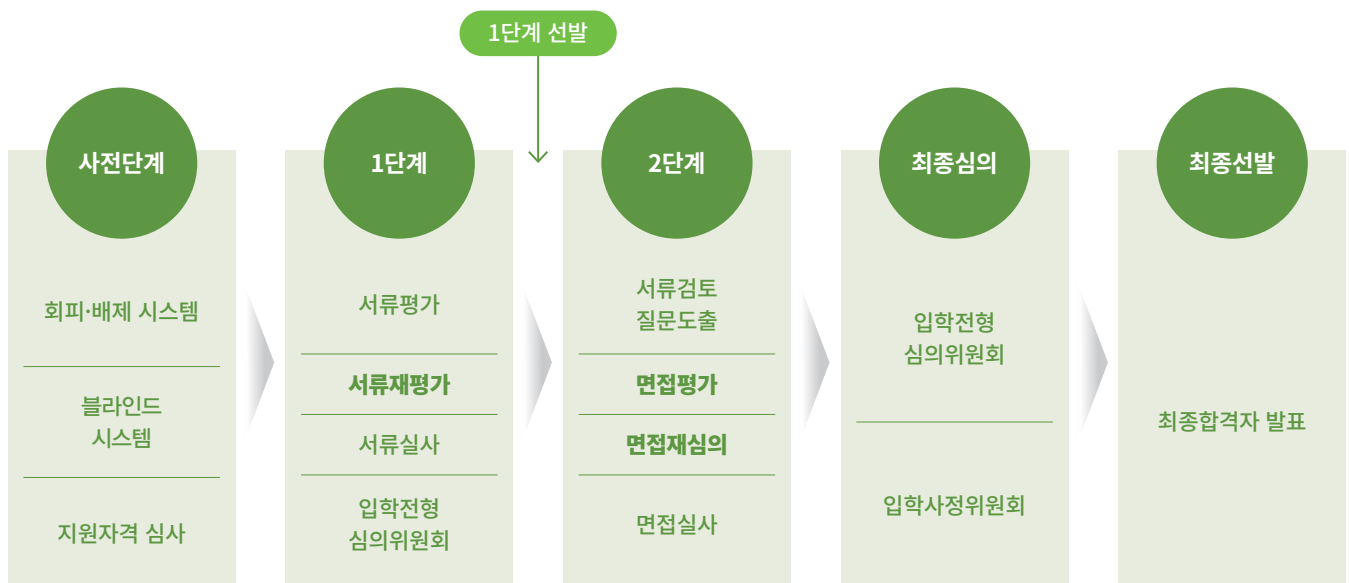 1단계 선발
사전단계
회피·배제 시스템
블라인드
시스템
지원자격 심사
1단계
서류평가
서류재평가
서류실사
입학전형
심의위원회
2단계
서류검토
질문도출
면접평가
면접재심의
면접실사
최종심의
입학전형
심의위원회
입학사정위원회
최종선발
최종합격자 발표